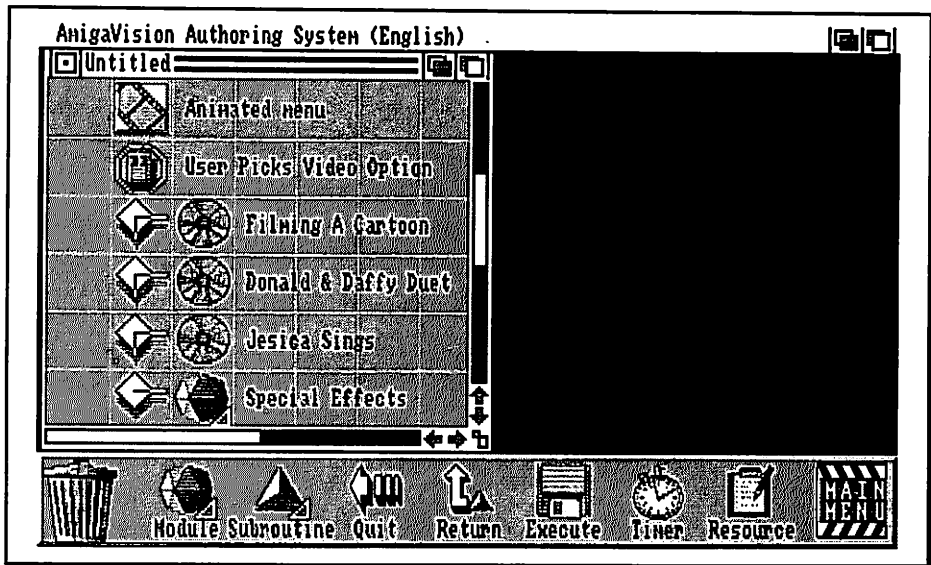 AmigaVision Authoring System (English)
Untitled
Animated menu
User Picks Video Option
Filming A Cartoon
Donald & Daffy Duet
Jesica Sings
Special Effects
Module Subroutine Quit Return Execute Timer Resource
MAIN MENU